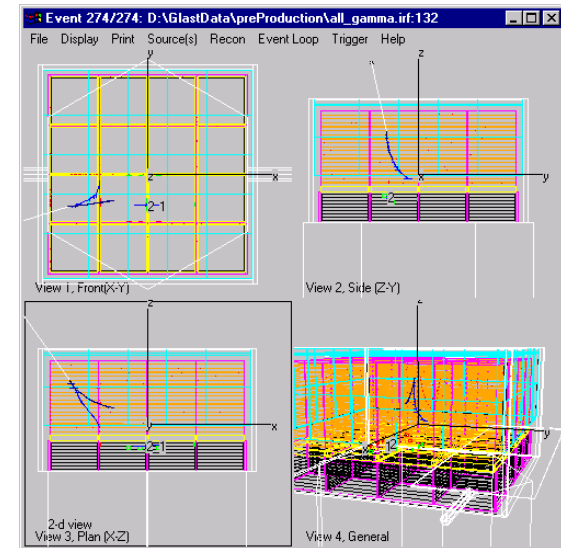 Event 274/274: D:\GlastData\preProduction\all_gamma.irf:132
File Display Print Source(s) Recon Event Loop Trigger Help
y
z
x
2-1
View 1, Front(X-Y)
z
x
y
2
View 2, Side (Z-Y)
z
y
x
2-1
2-d view
View 3, Plan (X-Z)
z
x
y
12
View 4, General